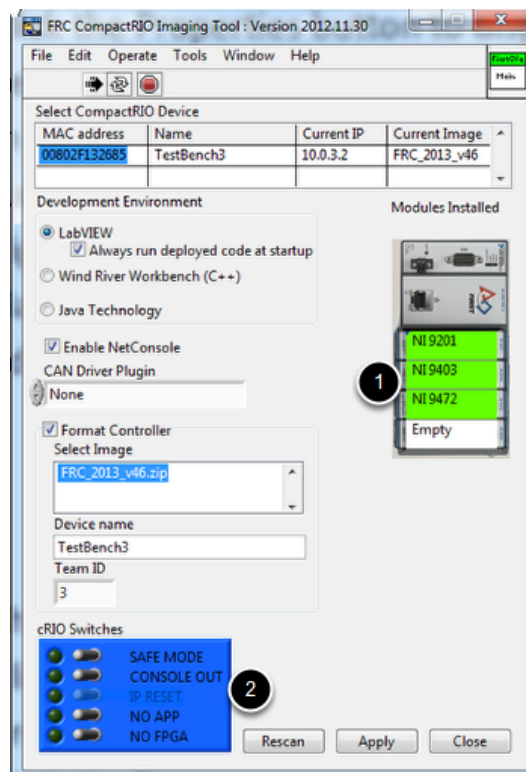 FRC CompactRIO Imaging Tool : Version 2012.11.30
File Edit Operate Tools Window Help
Main
Select CompactRIO Device
MAC address Name Current IP Current Image
00802F132685 TestBench3 10.0.3.2 FRC_2013_v46
Development Environment
Modules Installed
LabVIEW
Always run deployed code at startup
Wind River Workbench (C++)
Java Technology
FIRST
Enable NetConsole
CAN Driver Plugin
None
NI 9201
NI 9403
NI 9472
Empty
1
Format Controller
Select Image
FRC_2013_v46.zip
Device name
TestBench3
Team ID
3
cRIO Switches
SAFE MODE
CONSOLE OUT
IP RESET
NO APP
NO FPGA
2
Rescan Apply Close